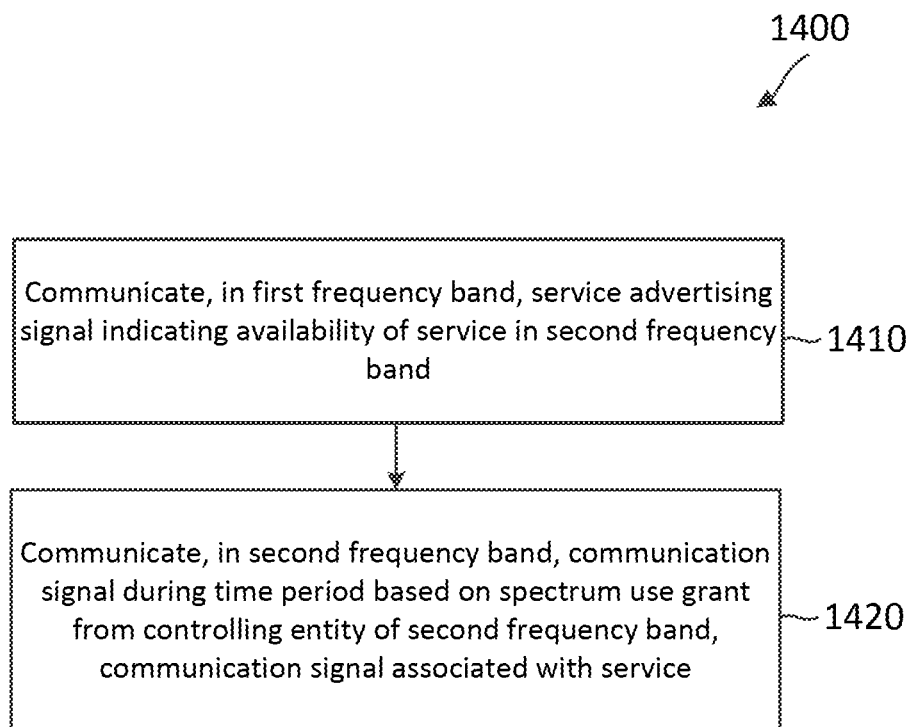 1400
Communicate, in first frequency band, service advertising
signal indicating availability of service in second frequency
band
1410
Communicate, in second frequency band, communication
signal during time period based on spectrum use grant
from controlling entity of second frequency band,
communication signal associated with service
1420